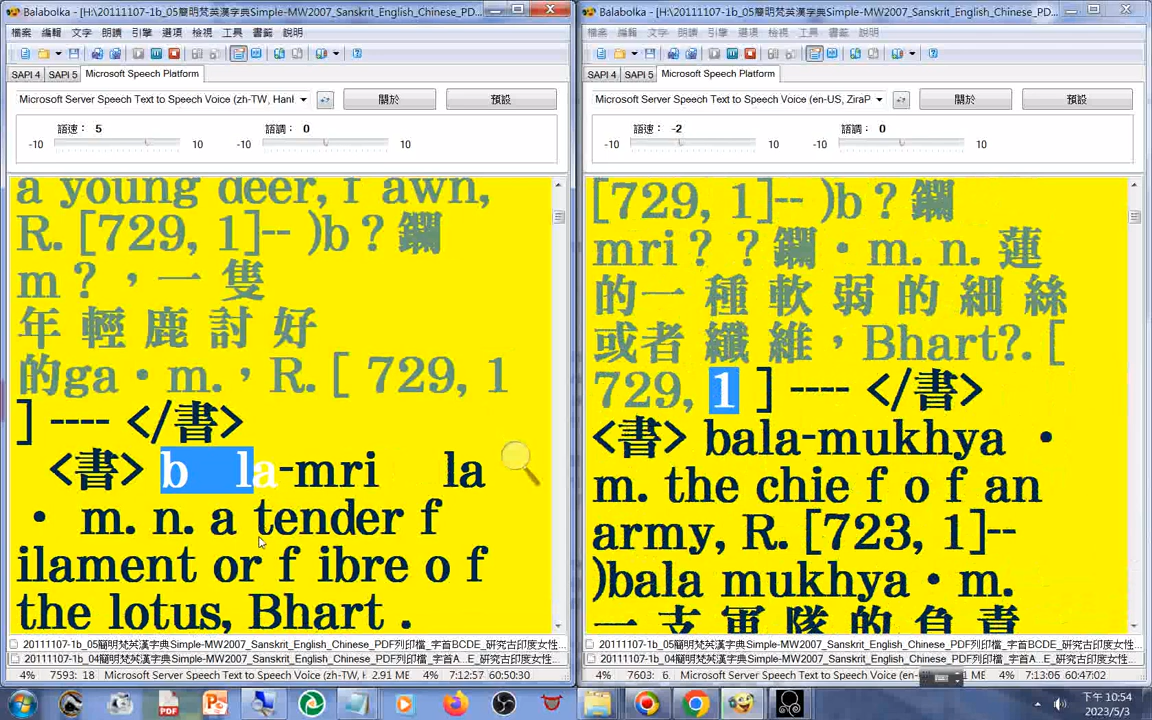 Balabolka - [H:\20111107-1b_05簡明梵英漢字典Simple-MW2007_Sanskrit_English_Chinese_PD...
檔案 編輯 文字 朗讀 引擎 選項 檢視 工具 書籤 說明
SAPI 4 SAPI 5 Microsoft Speech Platform
Microsoft Server Speech Text to Speech Voice (zh-TW, Hanl
關於 預設
語速： 5 語調： 0
-10 10 -10 10
a young deer, f awn,
R. [729, 1]-- )b？鑭
m？，一 隻
年 輕 鹿 討 好
的ga・m.，R. [ 729, 1
] ---- </書>
<書> b la-mri la
・ m. n. a tender f
ilament or f ibre o f
the lotus, Bhart .
20111107-1b_05簡明梵英漢字典Simple-MW2007_Sanskrit_English_Chinese_PDF列印檔_字首BCDE_研究古印度女性...
20111107-1b_04簡明梵英漢字典Simple-MW2007_Sanskrit_English_Chinese_PDF列印檔_字首A...E_研究古印度女性...
4% 7593: 18 Microsoft Server Speech Text to Speech Voice (zh-TW, H 2.91 ME 4% 7:12:57 60:50:30
Balabolka - [H:\20111107-1b_05簡明梵英漢字典Simple-MW2007_Sanskrit_English_Chinese_PD...
檔案 編輯 文字 朗讀 引擎 選項 檢視 工具 書籤 說明
SAPI 4 SAPI 5 Microsoft Speech Platform
Microsoft Server Speech Text to Speech Voice (en-US, ZiraP
關於 預設
語速： -2 語調： 0
-10 10 -10 10
[729, 1]-- )b？鑭
mri？？鑭・m. n. 蓮
的一 種 軟 弱 的 細 絲
或者 纖 維，Bhart?. [
729, 1 ] ---- </書>
<書> bala-mukhya ・
m. the chie f o f an
army, R. [723, 1]--
)bala mukhya・m.
一 支 軍 隊 的 負 責
20111107-1b_05簡明梵英漢字典Simple-MW2007_Sanskrit_English_Chinese_PDF列印檔_字首BCDE_研究古印度女性...
20111107-1b_04簡明梵英漢字典Simple-MW2007_Sanskrit_English_Chinese_PDF列印檔_字首A...E_研究古印度女性...
4% 7603: 6 Microsoft Server Speech Text to Speech Voice (en-US 4% 7:13:06 60:47:02
PDF
下午 10:54
2023/5/3